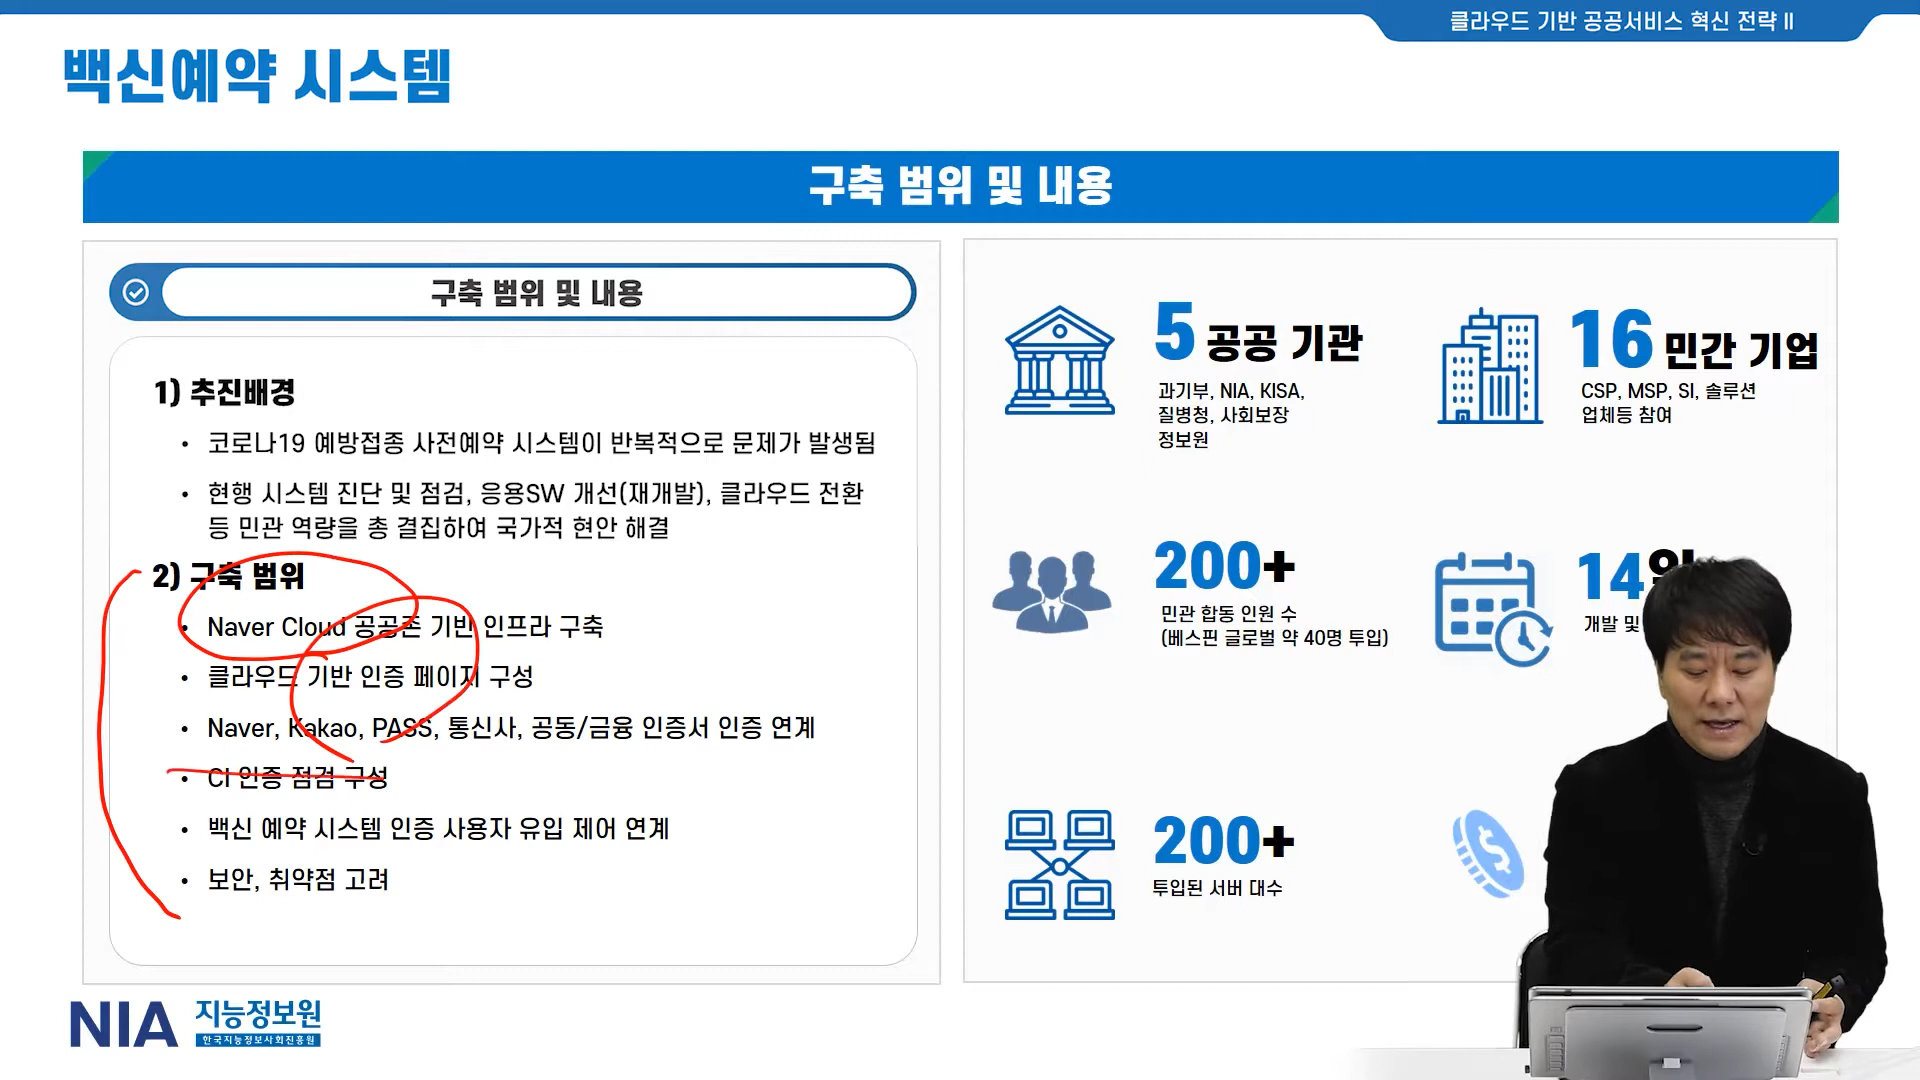 클라우드 기반 공공서비스 혁신 전략 II
백신예약 시스템
구축 범위 및 내용
구축 범위 및 내용
1) 추진배경
• 코로나19 예방접종 사전예약 시스템이 반복적으로 문제가 발생됨
• 현행 시스템 진단 및 점검, 응용SW 개선(재개발), 클라우드 전환
등 민관 역량을 총 결집하여 국가적 현안 해결
2) 구축 범위
• Naver Cloud 공공존 기반 인프라 구축
• 클라우드 기반 인증 페이지 구성
• Naver, Kakao, PASS, 통신사, 공동/금융 인증서 인증 연계
• CI 인증 점검 구성
• 백신 예약 시스템 인증 사용자 유입 제어 연계
• 보안, 취약점 고려
5 공공 기관
과기부, NIA, KISA,
질병청, 사회보장
정보원
16 민간 기업
CSP, MSP, SI, 솔루션
업체등 참여
200+
민관 합동 인원 수
(베스핀 글로벌 약 40명 투입)
14일
개발 및
200+
투입된 서버 대수
NIA 지능정보원
한국지능정보사회진흥원